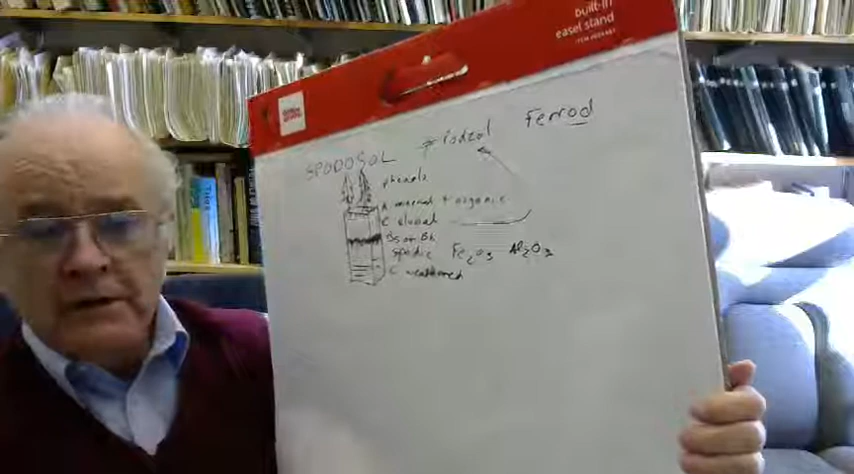 built-in
easel stand
SPODOSOL
Podzol
Ferrod
phenols
A mineral + organic
E eluvial
Bs or Bh
spodic Fe2O3 Al2O3
C weathered